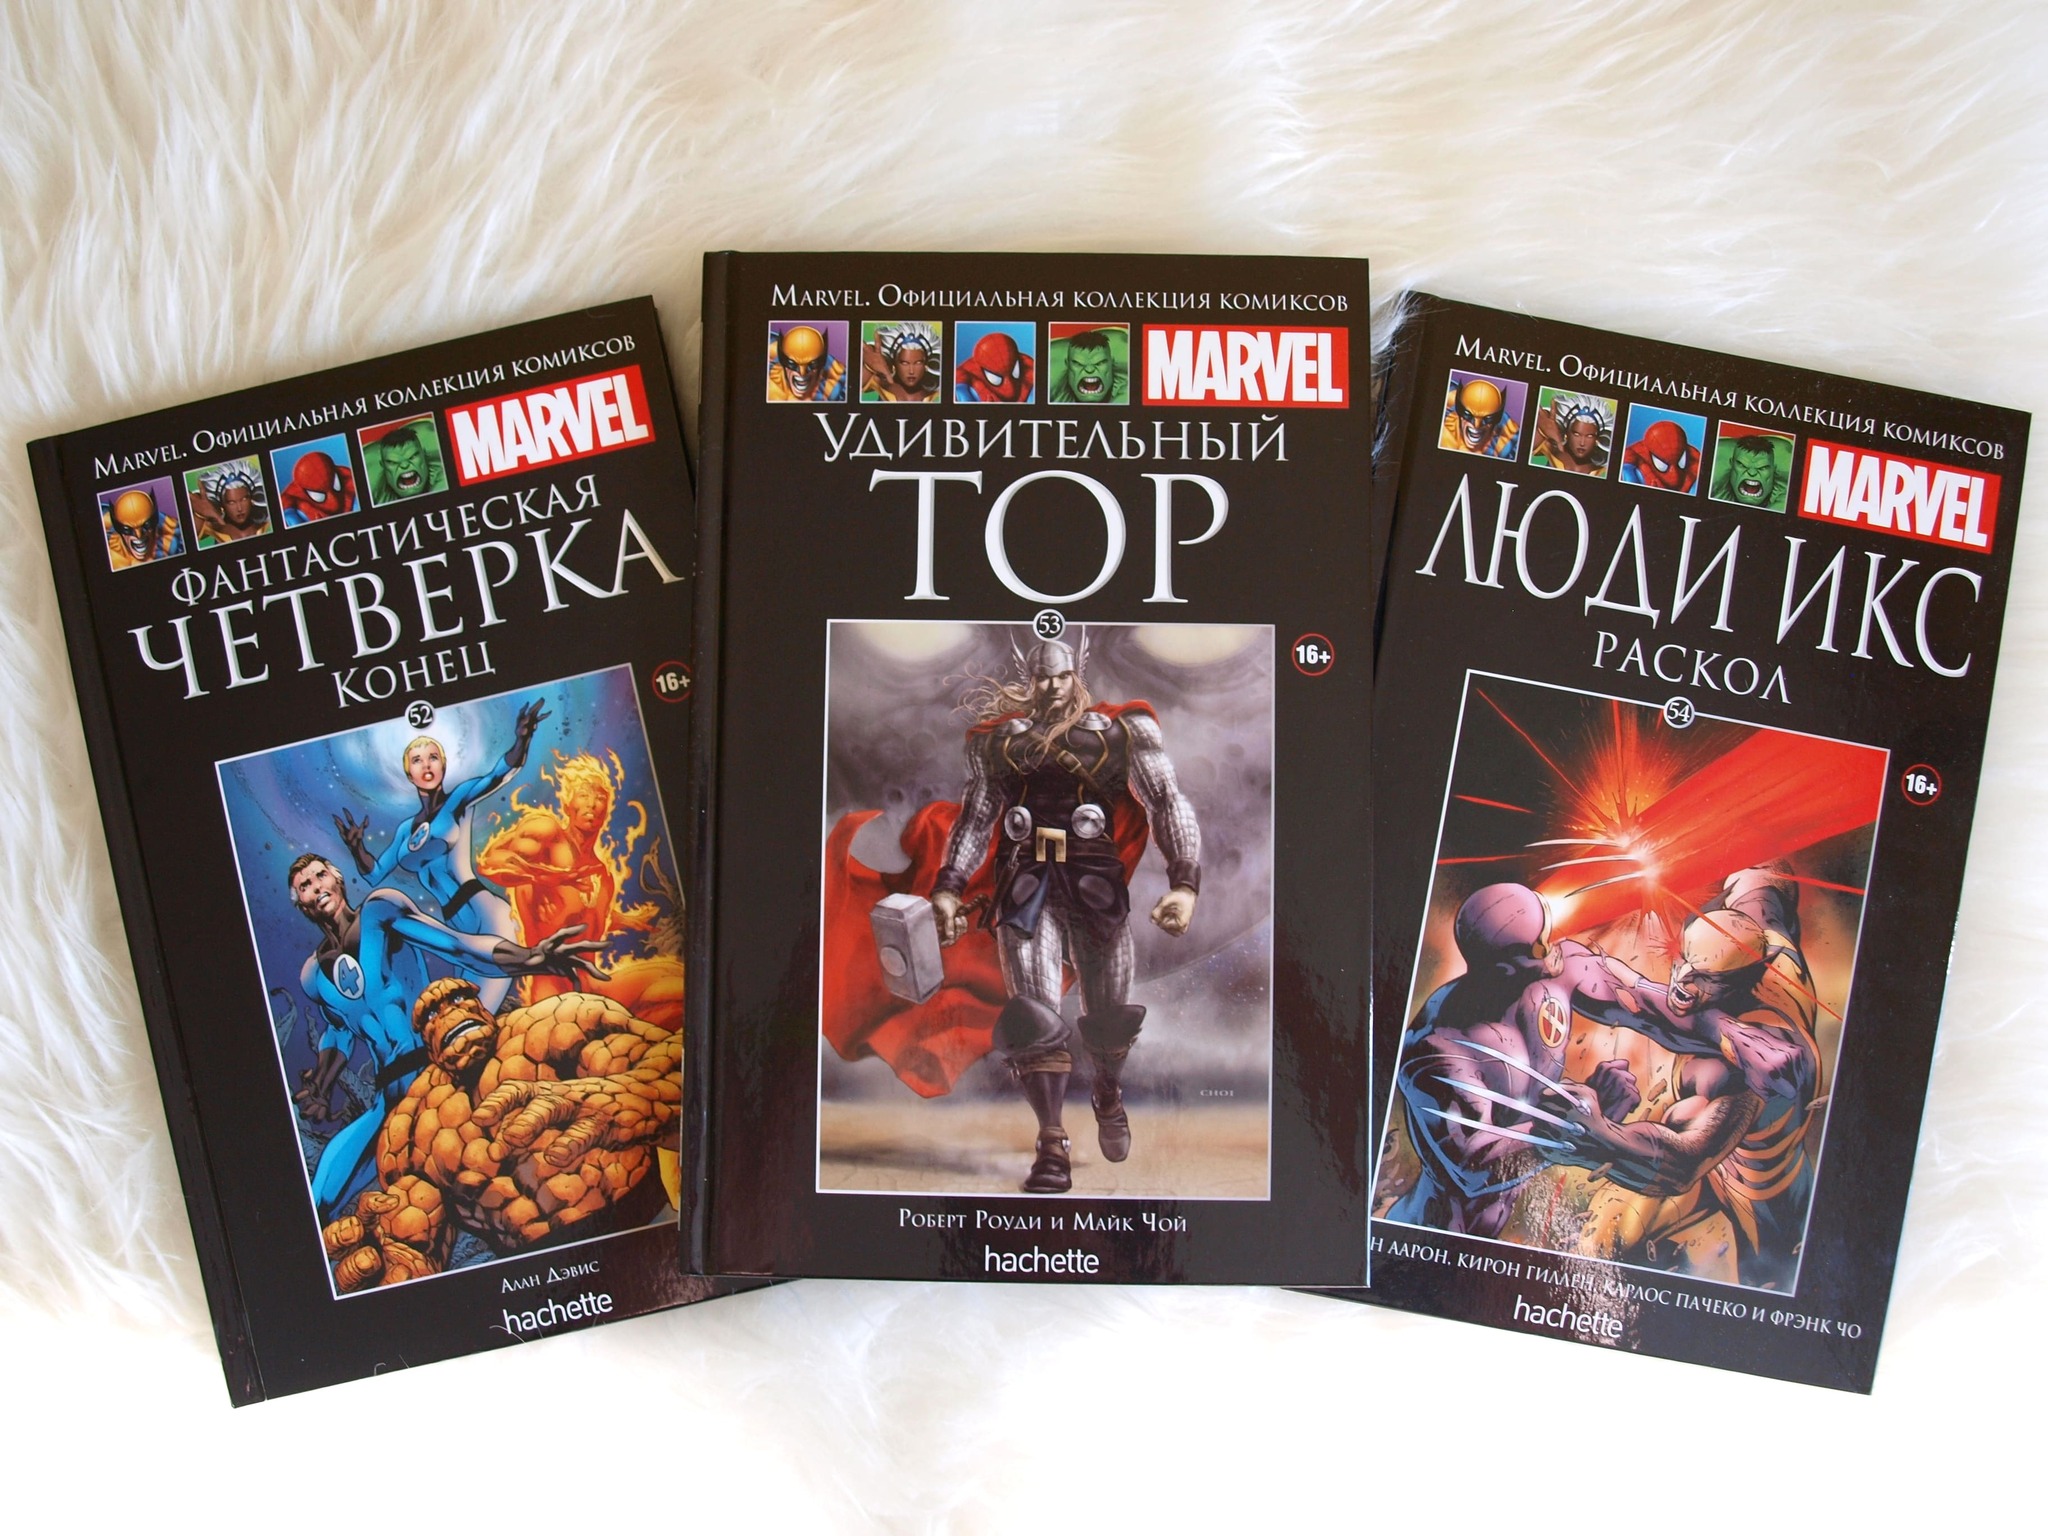 MARVEL. ОФИЦИАЛЬНАЯ КОЛЛЕКЦИЯ КОМИКСОВ
MARVEL
ФАНТАСТИЧЕСКАЯ
ЧЕТВЕРКА
КОНЕЦ
52
16+
4
4
АЛАН ДЭВИС
hachette
MARVEL. ОФИЦИАЛЬНАЯ КОЛЛЕКЦИЯ КОМИКСОВ
MARVEL
УДИВИТЕЛЬНЫЙ
ТОР
53
16+
CHOI
РОБЕРТ РОУДИ И МАЙК ЧОЙ
hachette
MARVEL. ОФИЦИАЛЬНАЯ КОЛЛЕКЦИЯ КОМИКСОВ
MARVEL
ЛЮДИ ИКС
РАСКОЛ
54
16+
Н ААРОН, КИРОН ГИЛЛЕН, КАРЛОС ПАЧЕКО И ФРЭНК ЧО
hachette